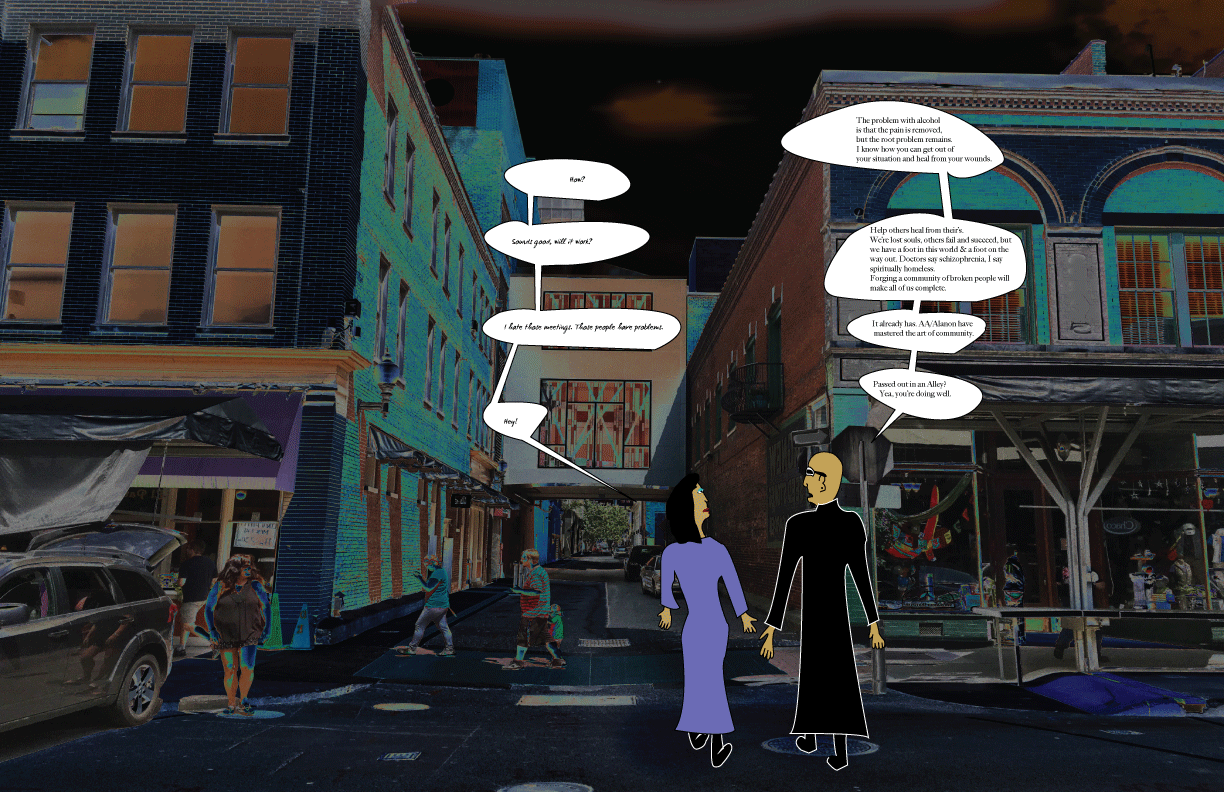 The problem with alcohol
is that the pain is removed,
but the root problem remains.
I know how you can get out of
your situation and heal from your wounds.
How?
Help others heal from their's.
We're lost souls, others fail and succeed, but
we have a foot in this world & a foot on the
way out. Doctors say schizophrenia, I say
spiritually homeless.
Forging a community of broken people will
make all of us complete.
Sounds good, will it work?
It already has. AA/Alanon have
mastered the art of community.
I hate those meetings. Those people have problems.
Passed out in an Alley?
Yea, you're doing well.
Hey!